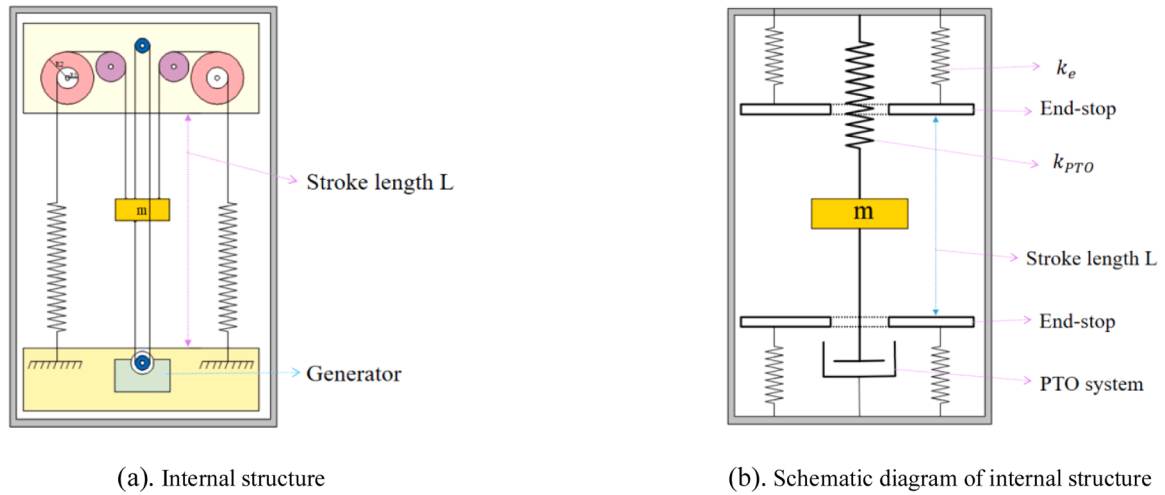 R2
m
Stroke length L
Generator
(a). Internal structure
k_e
End-stop
k_PTO
m
Stroke length L
End-stop
PTO system
(b). Schematic diagram of internal structure